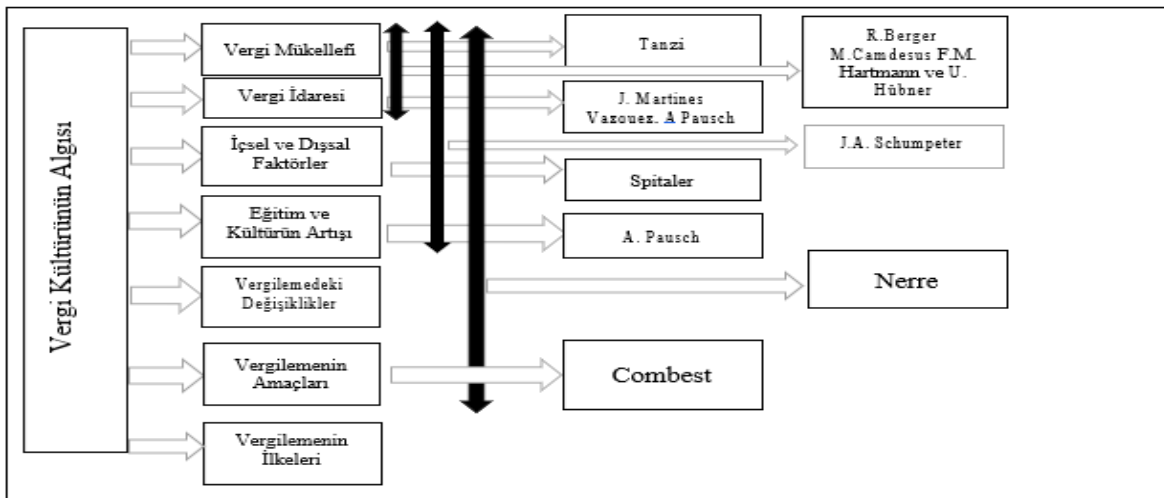 Vergi Kültürünün Algısı
Vergi Mükellefi
Vergi İdaresi
İçsel ve Dışsal
Faktörler
Eğitim ve
Kültürün Artışı
Vergilemedeki
Değişiklikler
Vergilemenin
Amaçları
Vergilemenin
İlkeleri
Tanzi
J. Martines
Vazouez. A Pausch
Spitaler
A. Pausch
Combest
R.Berger
M.Camdesus F.M.
Hartmann ve U.
Hübner
J.A. Schumpeter
Nerre